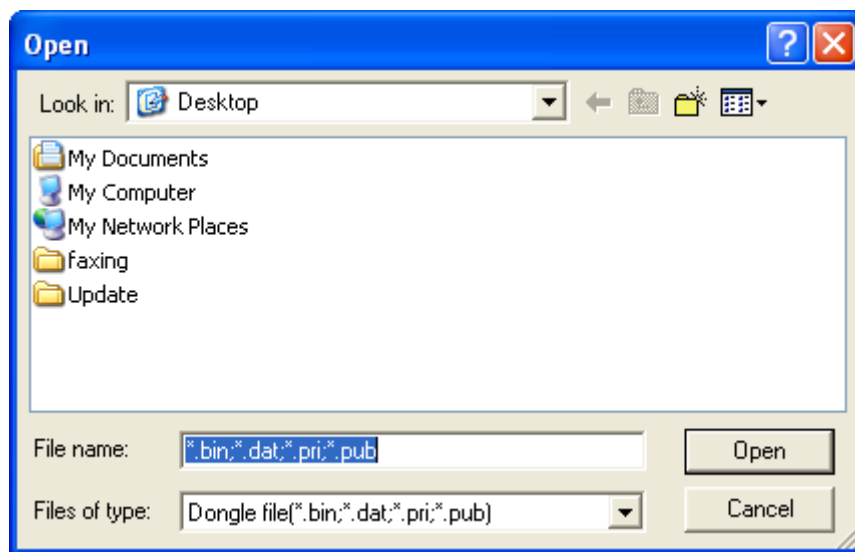 Open
Look in: Desktop
My Documents
My Computer
My Network Places
faxing
Update
File name: *.bin;*.dat;*.pri;*.pub Open
Files of type: Dongle file(*.bin;*.dat;*.pri;*.pub) Cancel